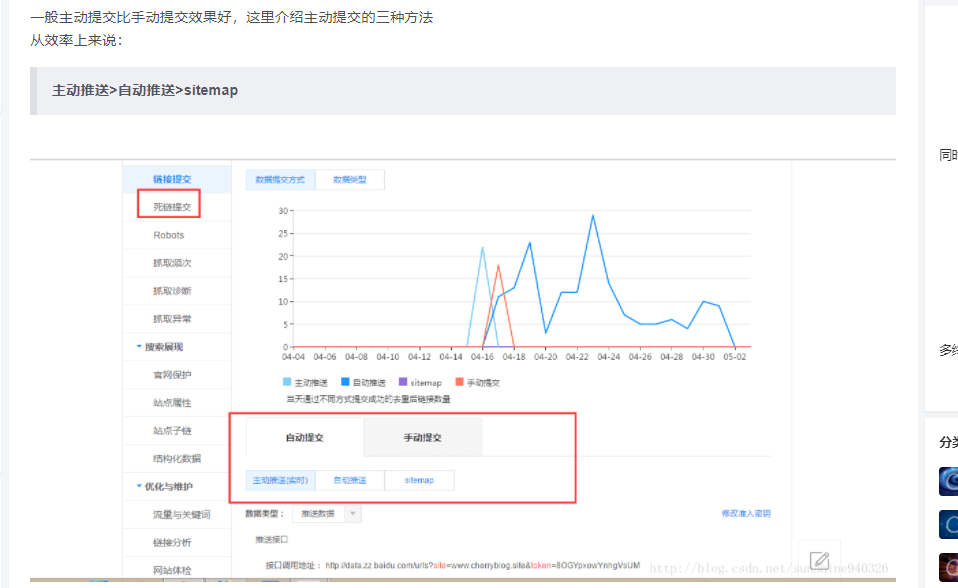 一般主动提交比手动提交效果好，这里介绍主动提交的三种方法
从效率上来说：
主动推送>自动推送>sitemap
链接提交
死链提交
Robots
抓取频次
抓取诊断
抓取异常
搜索展现
官网保护
站点属性
站点子链
结构化数据
优化与维护
流量与关键词
链接分析
网站体检
数据提交方式 数据类型
30
25
20
15
10
5
0
04-04 04-06 04-08 04-10 04-12 04-14 04-16 04-18 04-20 04-22 04-24 04-26 04-28 04-30 05-02
主动推送 自动推送 sitemap 手动提交
当天通过不同方式提交成功的去重后链接数量
自动提交 手动提交
主动推送(实时) 自动推送 sitemap
数据类型： 推送数据 修改准入密钥
推送接口
接口调用地址： http://data.zz.baidu.com/urls?site=www.cherryblog.site&token=8OGYpxowYnhgVsUM
http://blog.csdn.net/sunshine940326
同时
多线
分类